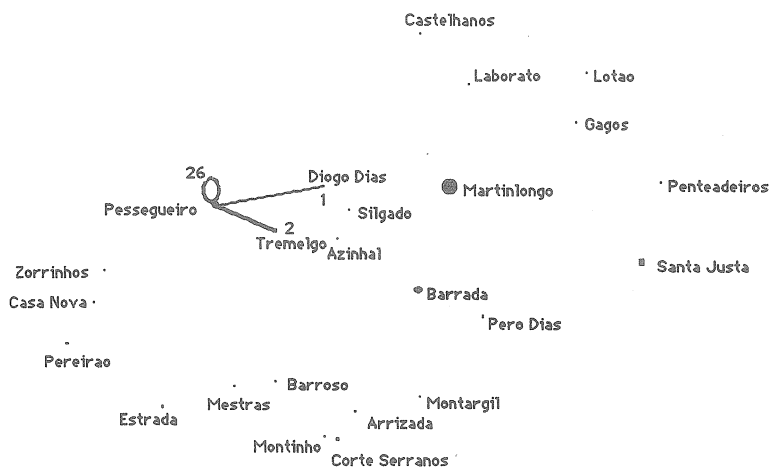 Castelhanos
Laborato
Lotao
Gagos
26
Diogo Dias
Martinlongo
Penteadeiros
1
Pessegueiro
Silgado
2
Tremelgo
Azinhal
Zorrinhos
Santa Justa
Casa Nova
Barrada
Pero Dias
Pereirao
Barroso
Mestras
Montargil
Estrada
Arrizada
Montinho
Corte Serranos